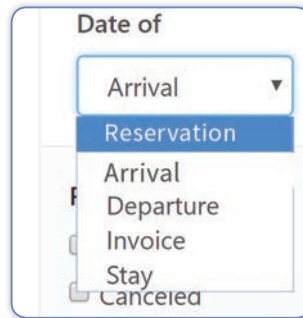 Date of
Arrival
Reservation
Arrival
Departure
Invoice
Stay
Canceled